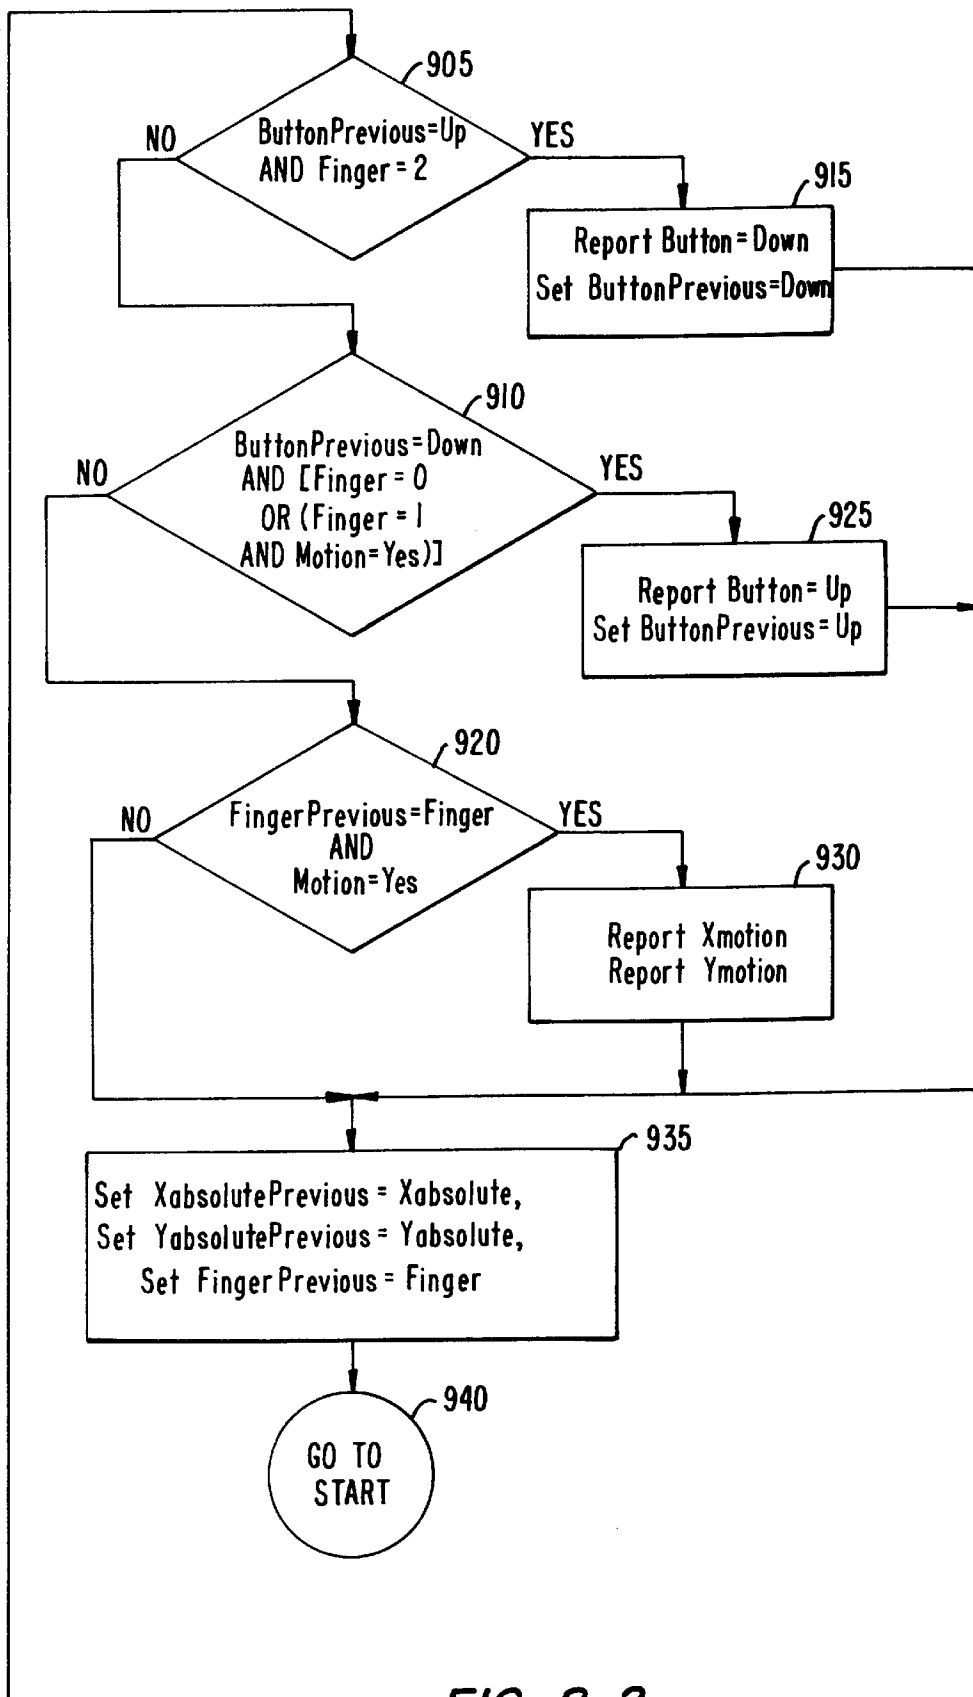 905
NO
ButtonPrevious=Up
AND Finger=2
YES
915
Report Button=Down
Set ButtonPrevious=Down
910
NO
ButtonPrevious=Down
AND [Finger=0
OR (Finger=1
AND Motion=Yes)]
YES
925
Report Button=Up
Set ButtonPrevious=Up
920
NO
FingerPrevious=Finger
AND
Motion=Yes
YES
930
Report Xmotion
Report Ymotion
935
Set XabsolutePrevious = Xabsolute,
Set YabsolutePrevious = Yabsolute,
Set FingerPrevious = Finger
940
GO TO
START